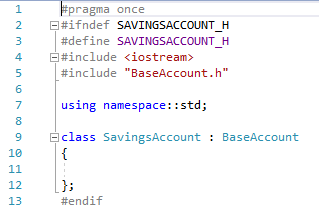 1 #pragma once
2 #ifndef SAVINGSACCOUNT_H
3 #define SAVINGSACCOUNT_H
4 #include <iostream>
5 #include "BaseAccount.h"
6
7 using namespace::std;
8
9 class SavingsAccount : BaseAccount
10 {
11
12 };
13 #endif